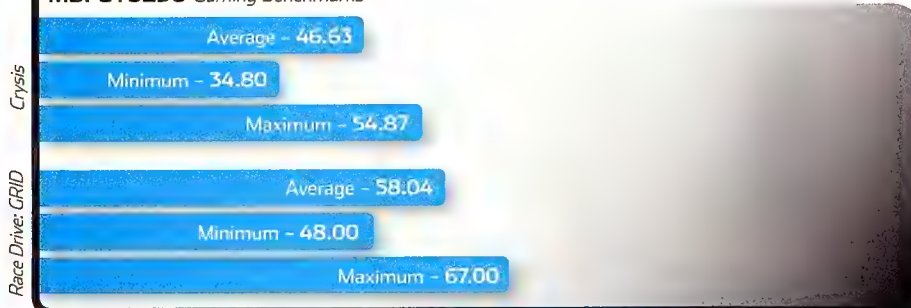 Gaming Benchmarks
Crysis
Average - 46.63
Minimum - 34.80
Maximum - 54.87
Race Drive: GRID
Average - 58.04
Minimum - 48.00
Maximum - 67.00